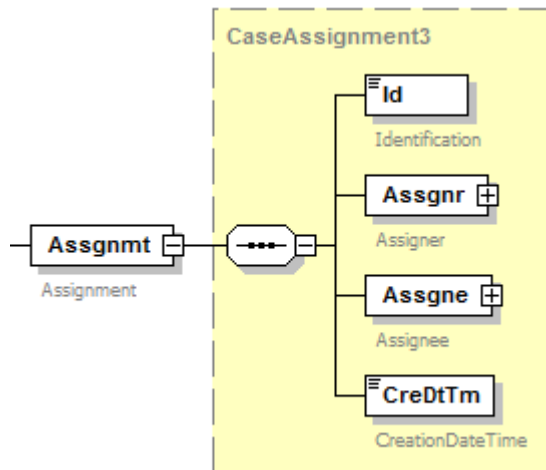 CaseAssignment3
Id
Identification
Assgnr
Assigner
Assgnmt
Assignment
Assgne
Assignee
CreDtTm
CreationDateTime